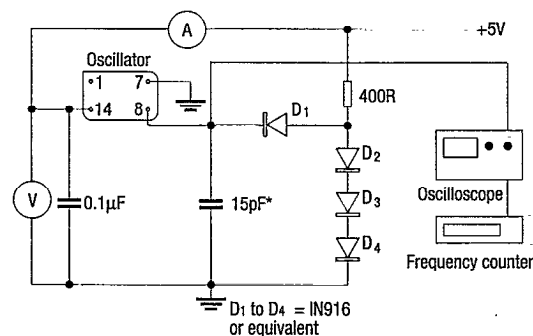 A
+5V
Oscillator
1 7
14 8
400R
D1
D2
D3
D4
V
0.1µF
15pF*
Oscilloscope
Frequency counter
D1 to D4 = IN916
or equivalent